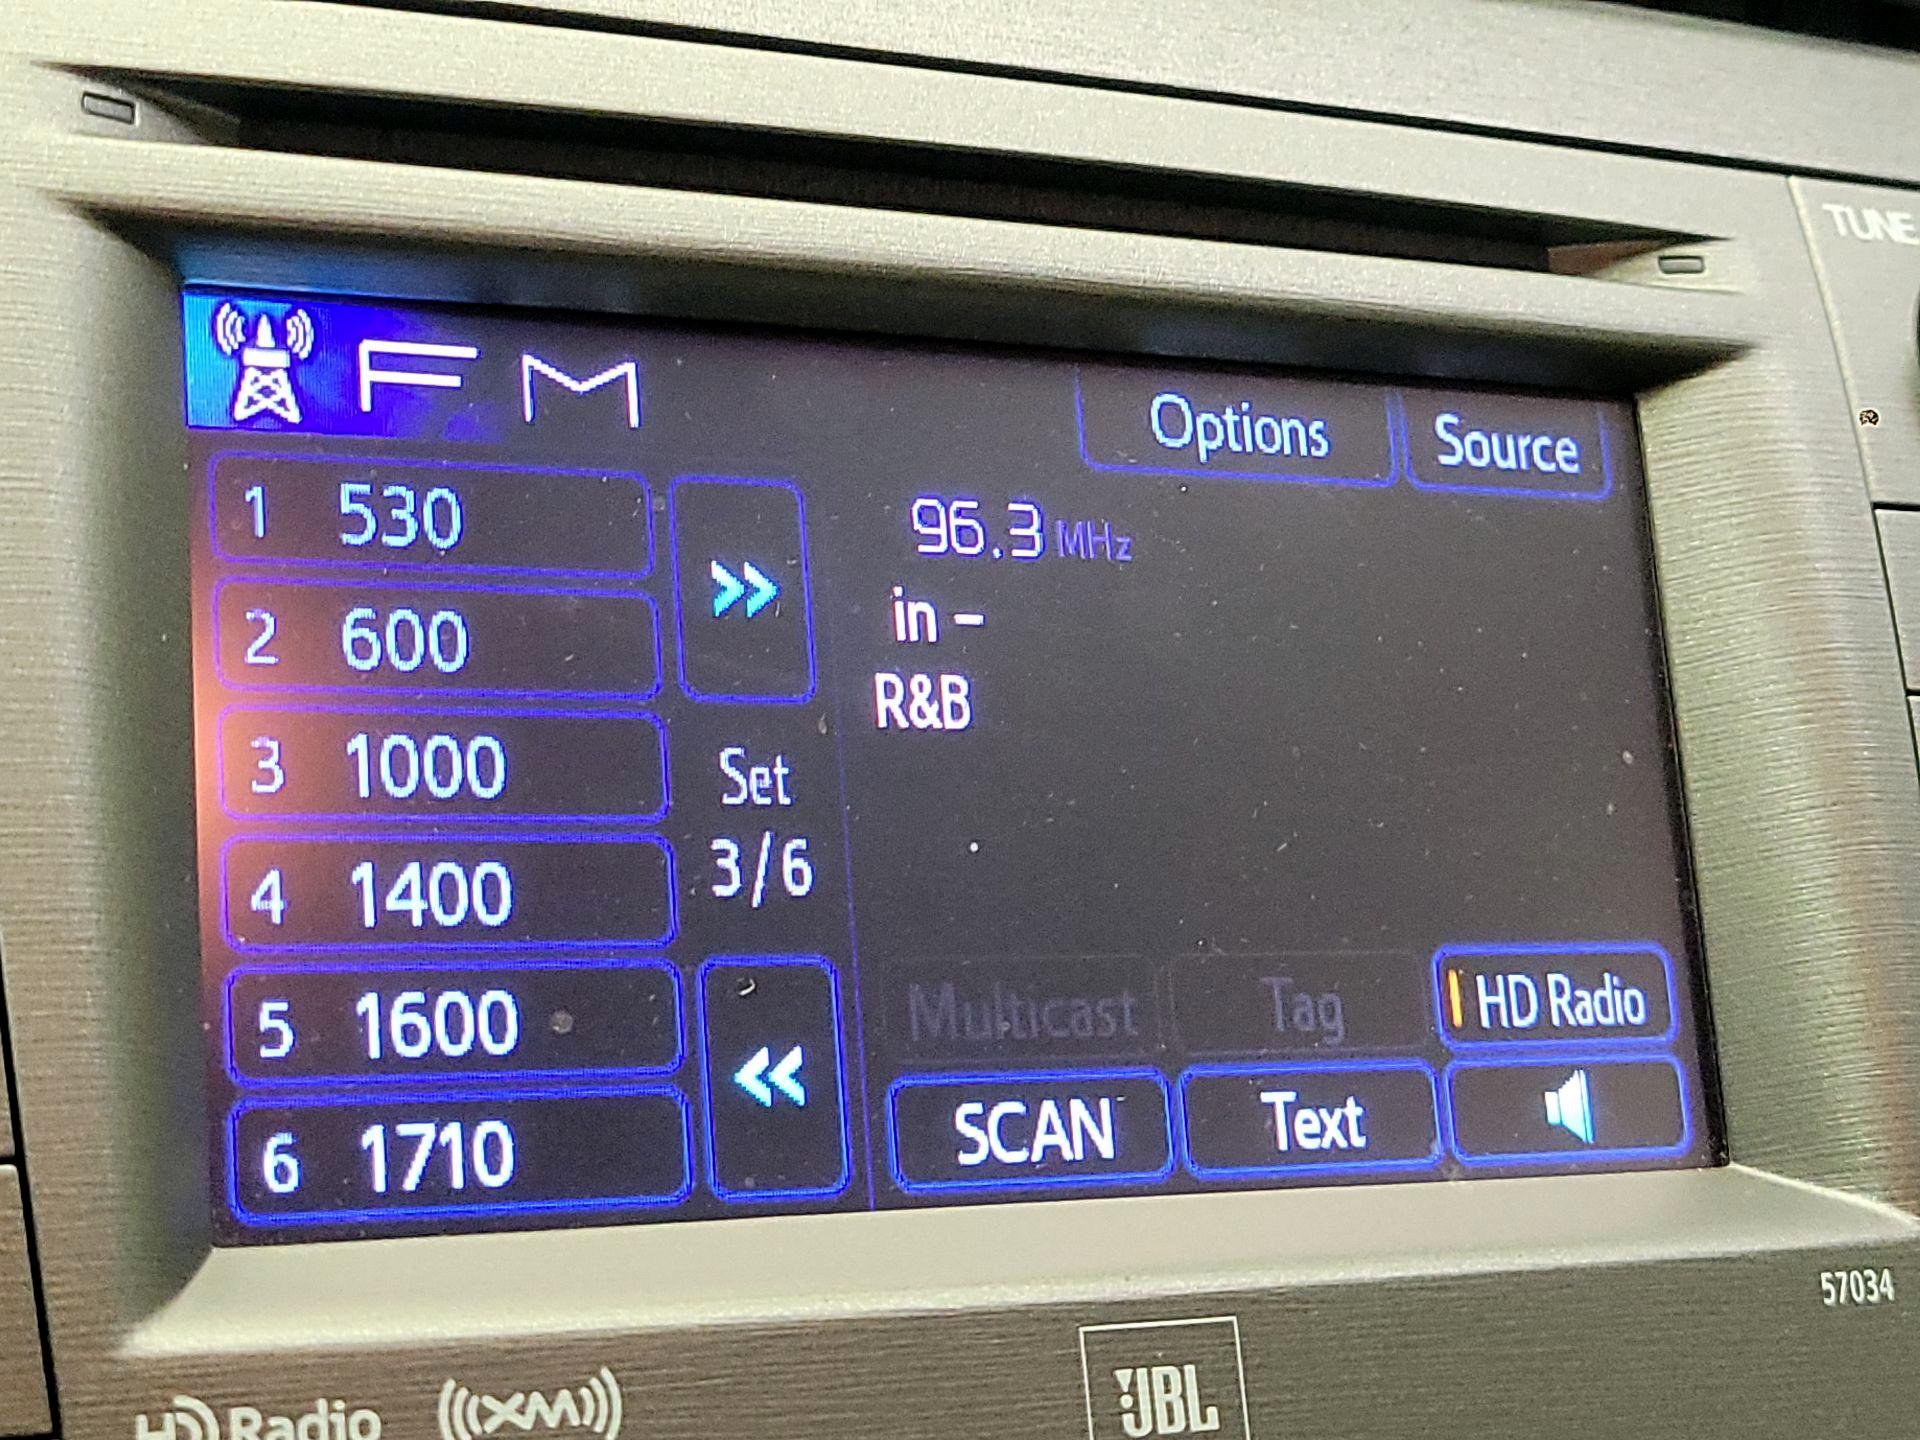 TUNE
FM
Options
Source
1 530
2 600
3 1000
4 1400
5 1600
6 1710
Set
3/6
96.3 MHz
in –
R&B
Multicast
Tag
HD Radio
SCAN
Text
57034
HD Radio
XM
JBL